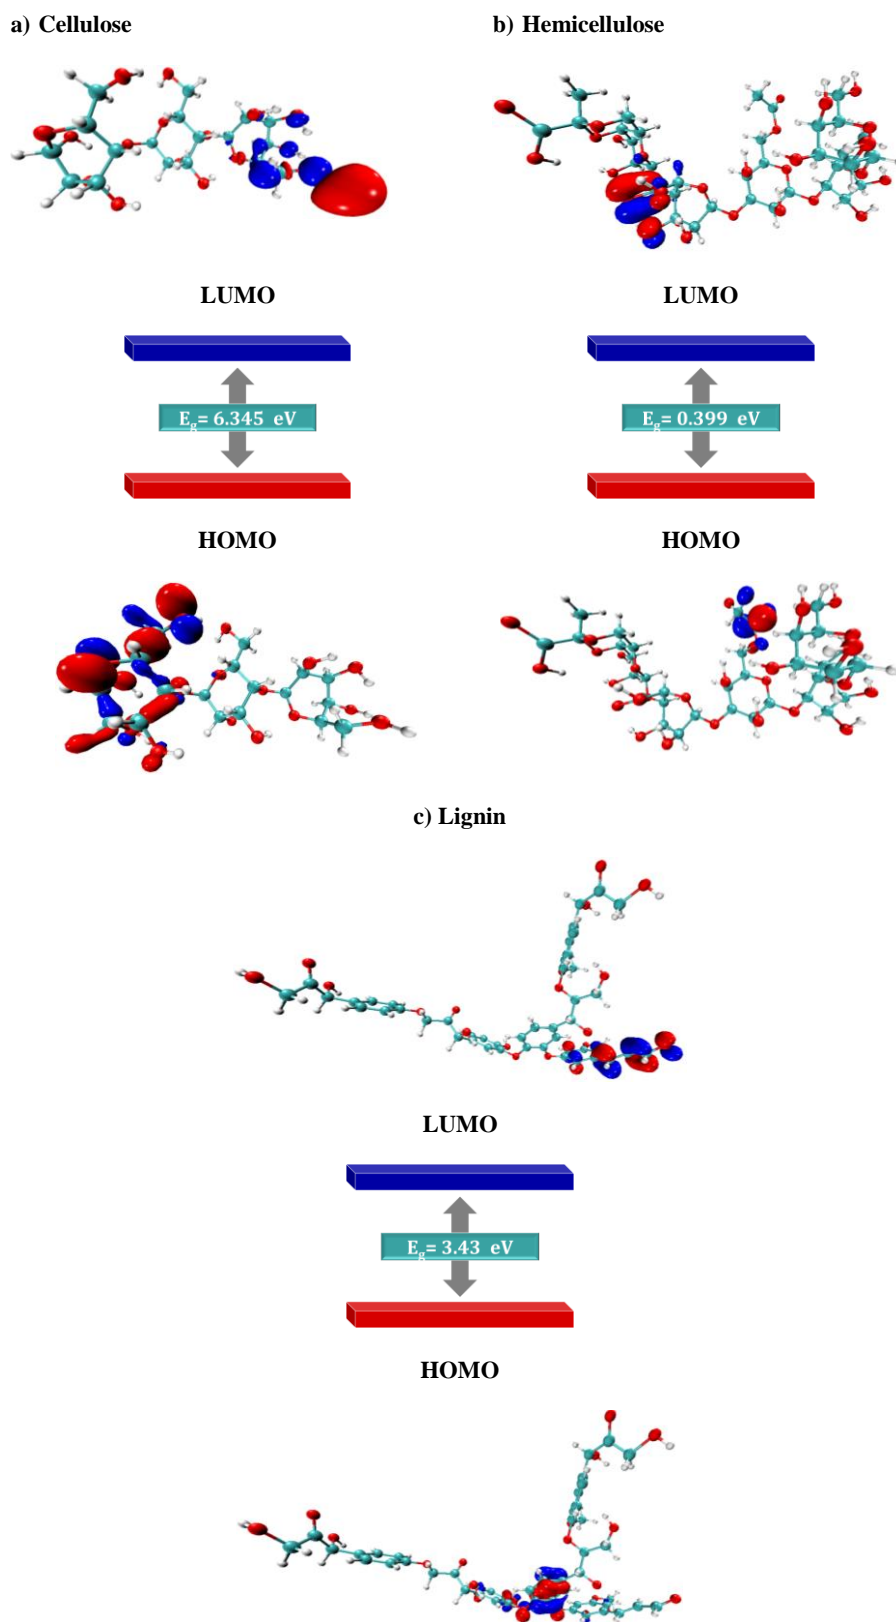 a) Cellulose
b) Hemicellulose
LUMO
LUMO
Eg= 6.345 eV
Eg= 0.399 eV
HOMO
HOMO
c) Lignin
LUMO
Eg= 3.43 eV
HOMO